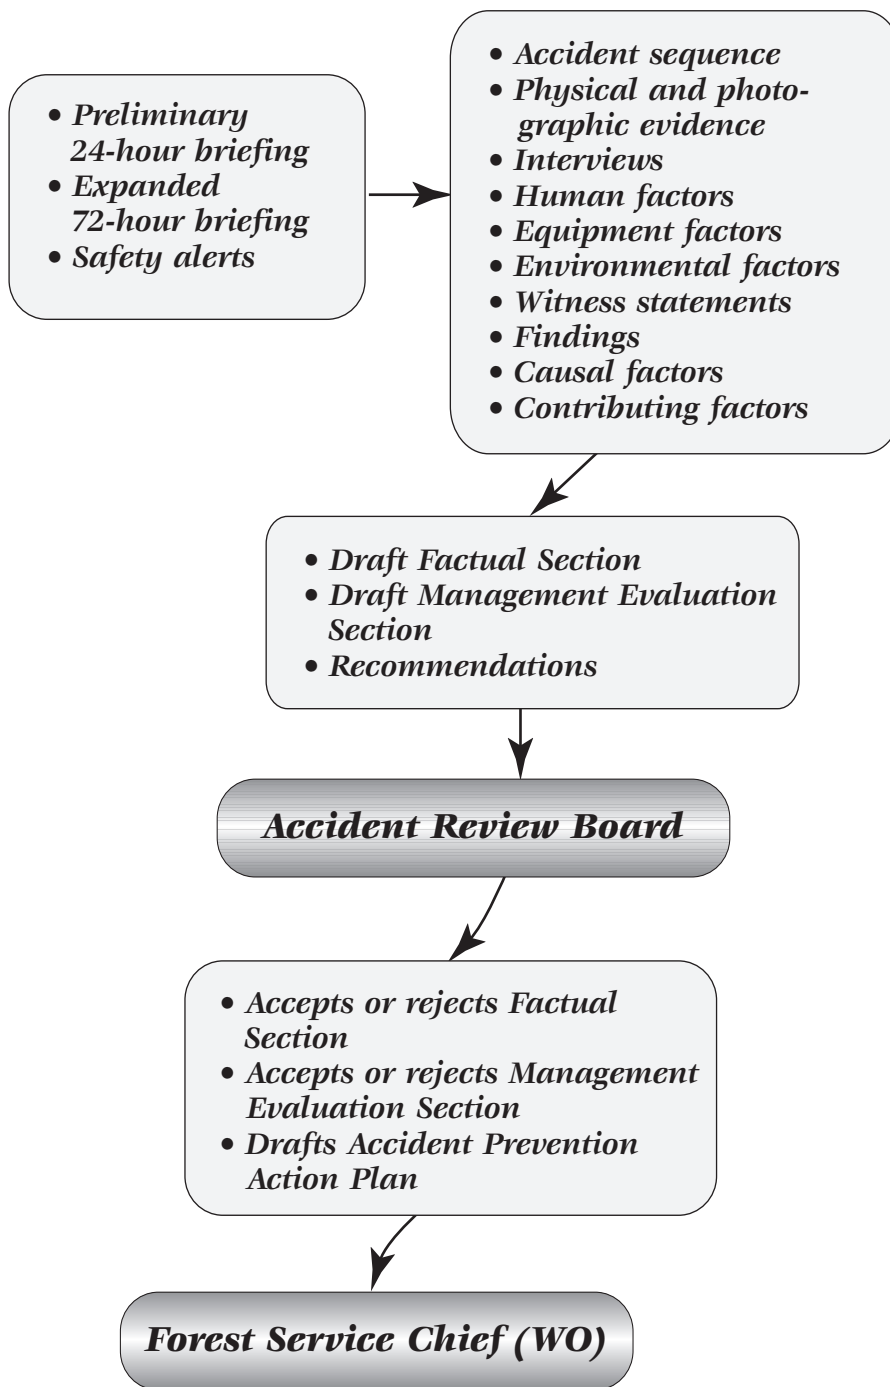 • Preliminary
24-hour briefing
• Expanded
72-hour briefing
• Safety alerts
• Accident sequence
• Physical and photo-
graphic evidence
• Interviews
• Human factors
• Equipment factors
• Environmental factors
• Witness statements
• Findings
• Causal factors
• Contributing factors
• Draft Factual Section
• Draft Management Evaluation
Section
• Recommendations
Accident Review Board
• Accepts or rejects Factual
Section
• Accepts or rejects Management
Evaluation Section
• Drafts Accident Prevention
Action Plan
Forest Service Chief (WO)